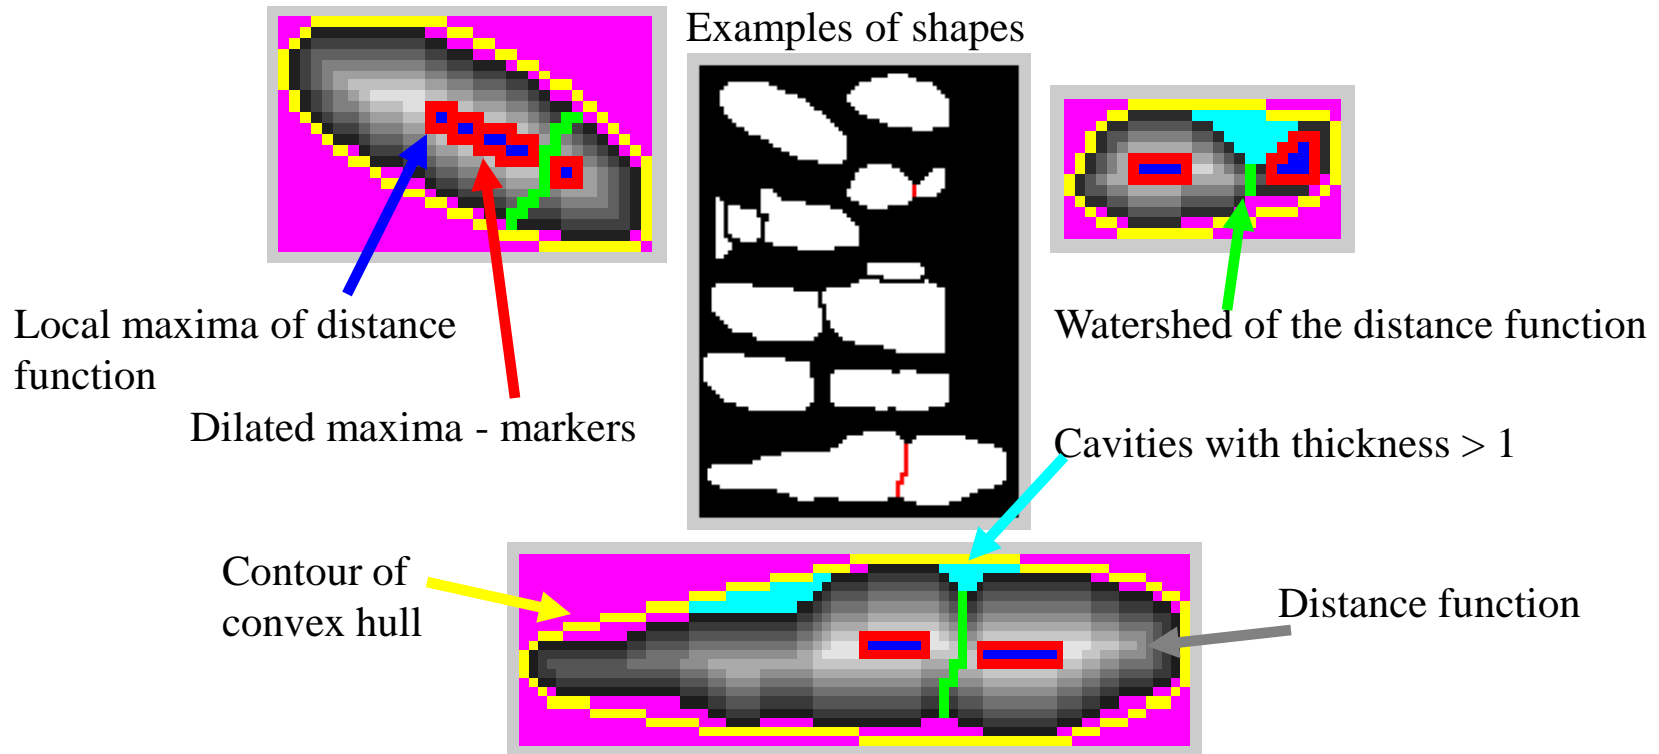 Examples of shapes
Local maxima of distance
function
Watershed of the distance function
Dilated maxima - markers
Cavities with thickness > 1
Contour of
convex hull
Distance function